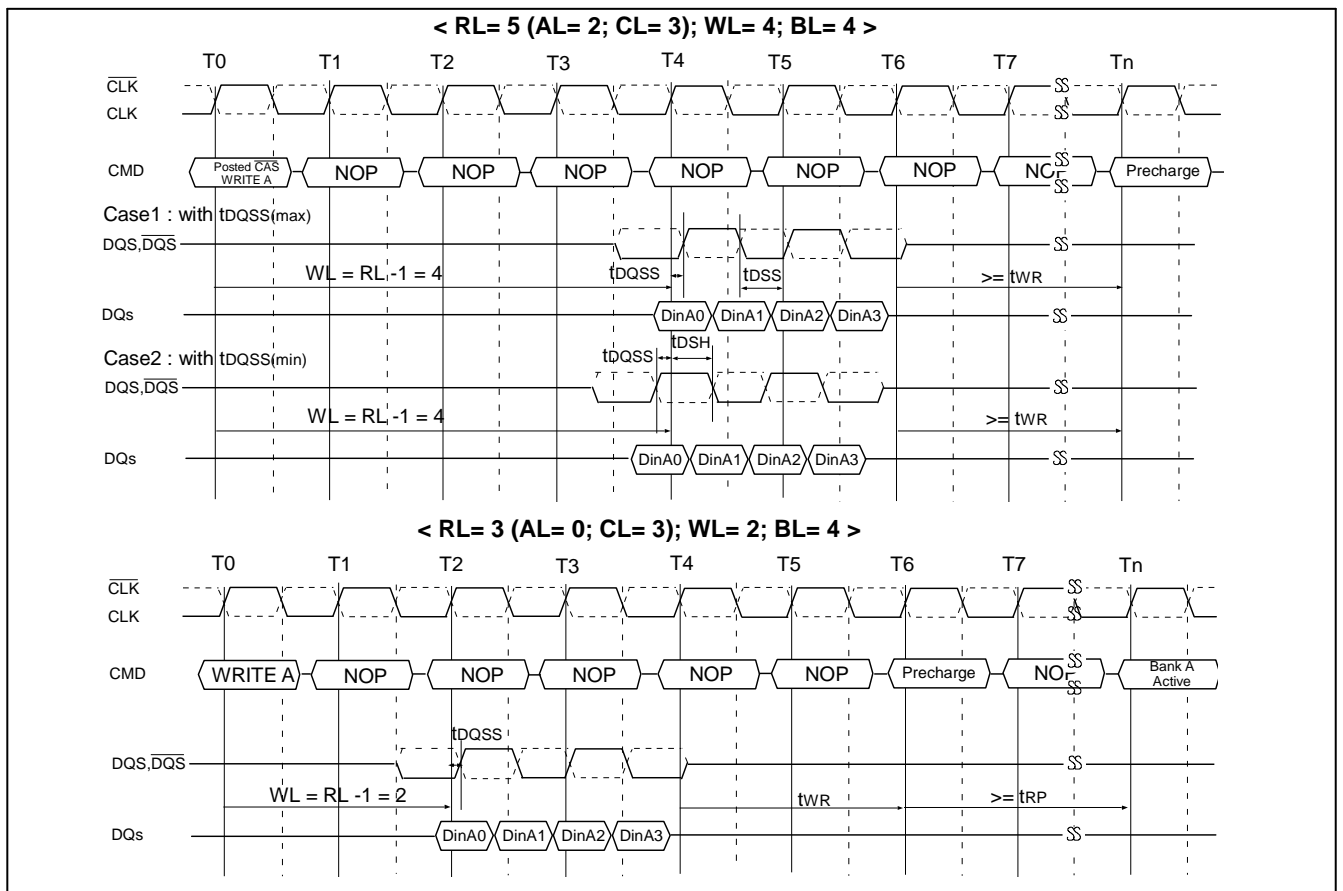 < RL= 5 (AL= 2; CL= 3); WL= 4; BL= 4 >
T0 T1 T2 T3 T4 T5 T6 T7 Tn
CLK
CLK
CMD
Posted CAS
WRITE A
NOP NOP NOP NOP NOP NOP NOP Precharge
Case1 : with tDQSS(max)
DQS,DQS
WL = RL -1 = 4
tDQSS
tDSS
>= tWR
DQs
DinA0 DinA1 DinA2 DinA3
Case2 : with tDQSS(min)
tDQSS
tDSH
DQS,DQS
WL = RL -1 = 4
>= tWR
DQs
DinA0 DinA1 DinA2 DinA3
< RL= 3 (AL= 0; CL= 3); WL= 2; BL= 4 >
T0 T1 T2 T3 T4 T5 T6 T7 Tn
CLK
CLK
CMD
WRITE A NOP NOP NOP NOP NOP Precharge NOP
Bank A
Active
tDQSS
DQS,DQS
WL = RL -1 = 2
tWR
>= tRP
DQs
DinA0 DinA1 DinA2 DinA3